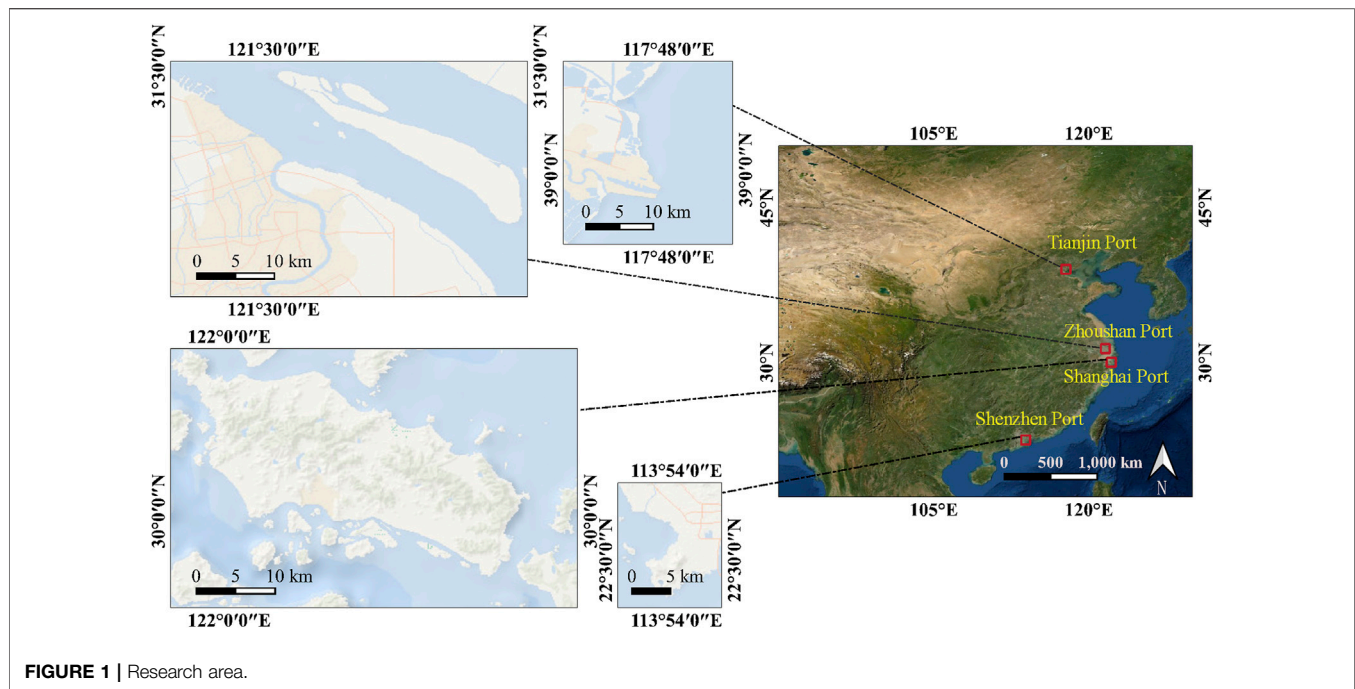 121°30′0″E
31°30′0″N
31°30′0″N
0 5 10 km
121°30′0″E
117°48′0″E
39°0′0″N
39°0′0″N
0 5 10 km
117°48′0″E
122°0′0″E
30°0′0″N
30°0′0″N
0 5 10 km
122°0′0″E
113°54′0″E
22°30′0″N
22°30′0″N
0 5 km
113°54′0″E
105°E 120°E
45°N
45°N
Tianjin Port
Zhoushan Port
30°N
30°N
Shanghai Port
Shenzhen Port
0 500 1,000 km
N
105°E 120°E
FIGURE 1 | Research area.